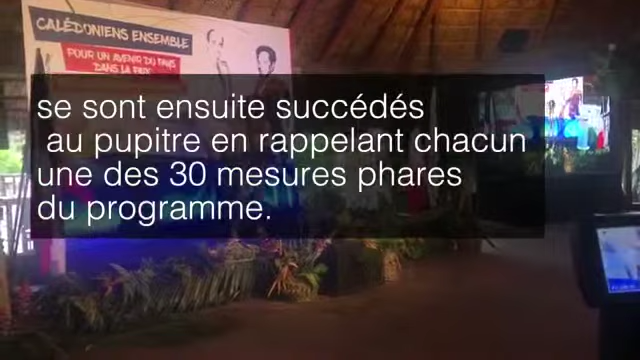 CALÉDONIENS ENSEMBLE
POUR UN AVENIR DU PAYS
DANS LA PAIX
se sont ensuite succédés
au pupitre en rappelant chacun
une des 30 mesures phares
du programme.